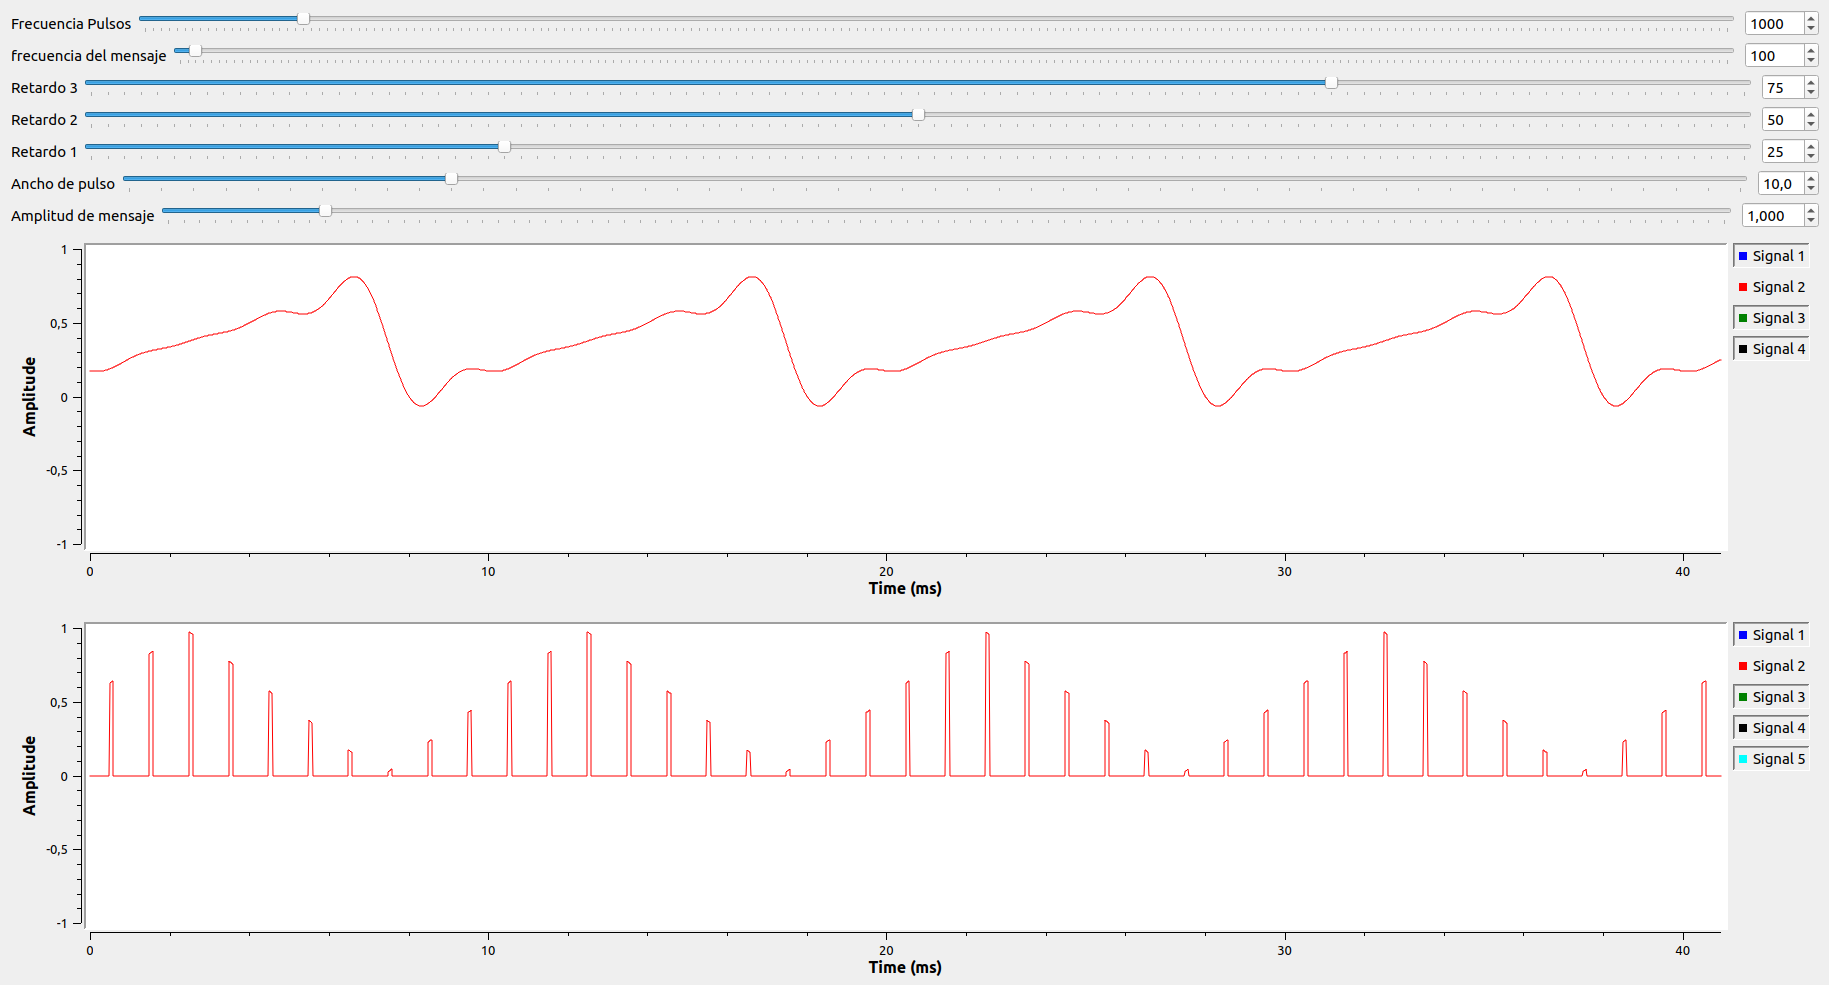 Frecuencia Pulsos 1000
frecuencia del mensaje 100
Retardo 3 75
Retardo 2 50
Retardo 1 25
Ancho de pulso 10,0
Amplitud de mensaje 1,000
1
0,5
0
-0,5
-1
Amplitude
0 10 20 30 40
Time (ms)
Signal 1
Signal 2
Signal 3
Signal 4
1
0,5
0
-0,5
-1
Amplitude
0 10 20 30 40
Time (ms)
Signal 1
Signal 2
Signal 3
Signal 4
Signal 5